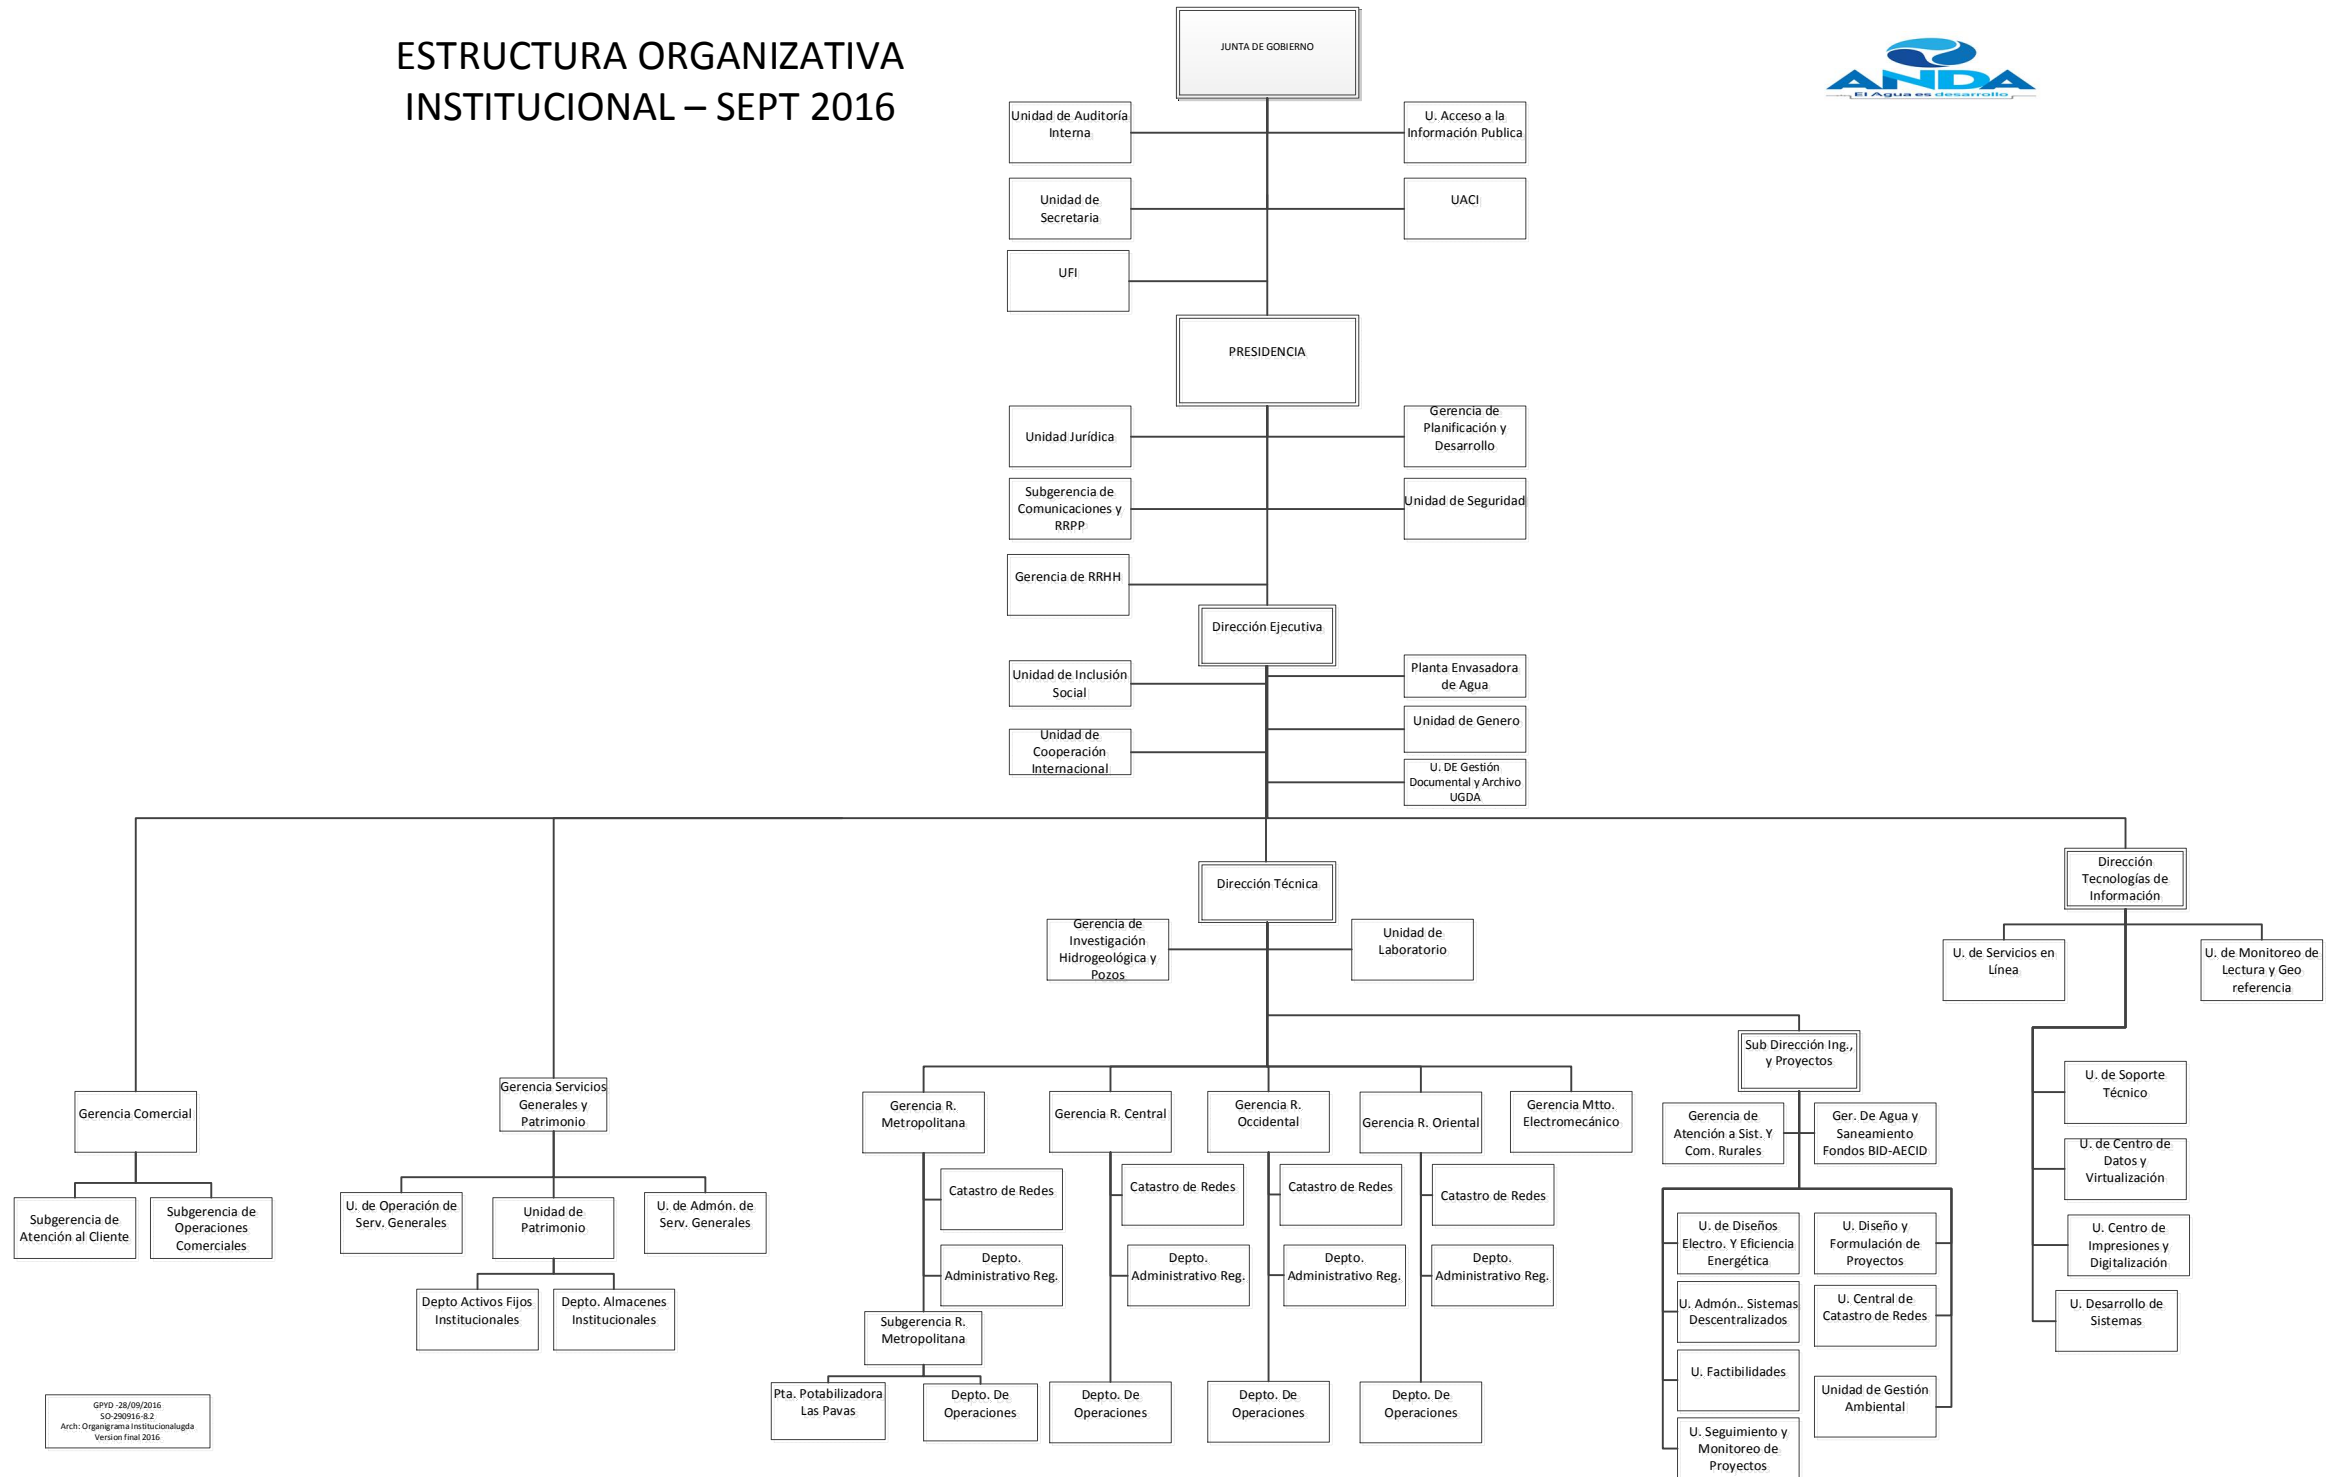 ESTRUCTURA ORGANIZATIVA
INSTITUCIONAL – SEPT 2016
JUNTA DE GOBIERNO
ANDA
El Agua es desarrollo
Unidad de Auditoría
Interna
U. Acceso a la
Información Publica
Unidad de
Secretaria
UACI
UFI
PRESIDENCIA
Unidad Jurídica
Gerencia de
Planificación y
Desarrollo
Subgerencia de
Comunicaciones y
RRPP
Unidad de Seguridad
Gerencia de RRHH
Dirección Ejecutiva
Unidad de Inclusión
Social
Planta Envasadora
de Agua
Unidad de Genero
Unidad de
Cooperación
Internacional
U. DE Gestión
Documental y Archivo
UGDA
Dirección Técnica
Dirección
Tecnologías de
Información
Gerencia de
Investigación
Hidrogeológica y
Pozos
Unidad de
Laboratorio
U. de Servicios en
Línea
U. de Monitoreo de
Lectura y Geo
referencia
Sub Dirección Ing.,
y Proyectos
Gerencia Comercial
Gerencia Servicios
Generales y
Patrimonio
Gerencia R.
Metropolitana
Gerencia R. Central
Gerencia R.
Occidental
Gerencia R. Oriental
Gerencia Mtto.
Electromecánico
Gerencia de
Atención a Sist. Y
Com. Rurales
Ger. De Agua y
Saneamiento
Fondos BID-AECID
U. de Soporte
Técnico
U. de Centro de
Datos y
Virtualización
U. Centro de
Impresiones y
Digitalización
U. Desarrollo de
Sistemas
Subgerencia de
Atención al Cliente
Subgerencia de
Operaciones
Comerciales
U. de Operación de
Serv. Generales
Unidad de
Patrimonio
U. de Admón. de
Serv. Generales
Depto Activos Fijos
Institucionales
Depto. Almacenes
Institucionales
Catastro de Redes
Catastro de Redes
Catastro de Redes
Catastro de Redes
Depto.
Administrativo Reg.
Depto.
Administrativo Reg.
Depto.
Administrativo Reg.
Depto.
Administrativo Reg.
Subgerencia R.
Metropolitana
Pta. Potabilizadora
Las Pavas
Depto. De
Operaciones
Depto. De
Operaciones
Depto. De
Operaciones
Depto. De
Operaciones
U. de Diseños
Electro. Y Eficiencia
Energética
U. Diseño y
Formulación de
Proyectos
U. Admón.. Sistemas
Descentralizados
U. Central de
Catastro de Redes
U. Factibilidades
Unidad de Gestión
Ambiental
U. Seguimiento y
Monitoreo de
Proyectos
GPYD -28/09/2016
SO-290916-8.2
Arch: Organigrama Institucionalugda
Version final 2016